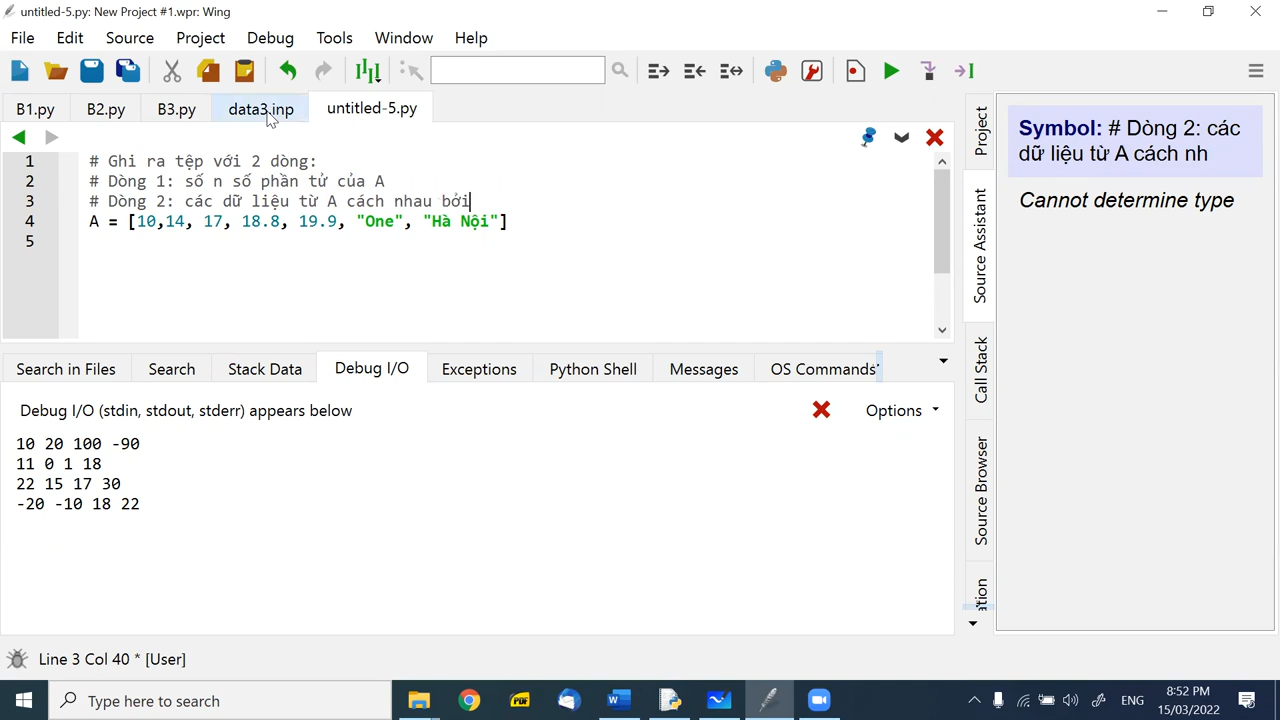 untitled-5.py: New Project #1.wpr: Wing
File Edit Source Project Debug Tools Window Help
B1.py B2.py B3.py data3.inp untitled-5.py
1 # Ghi ra tệp với 2 dòng:
2 # Dòng 1: số n số phần tử của A
3 # Dòng 2: các dữ liệu từ A cách nhau bởi
4 A = [10,14, 17, 18.8, 19.9, "One", "Hà Nội"]
5
Project
Source Assistant
Call Stack
Source Browser
ation
Symbol: # Dòng 2: các
dữ liệu từ A cách nh
Cannot determine type
Search in Files Search Stack Data Debug I/O Exceptions Python Shell Messages OS Commands
Debug I/O (stdin, stdout, stderr) appears below Options
10 20 100 -90
11 0 1 18
22 15 17 30
-20 -10 18 22
Line 3 Col 40 * [User]
Type here to search
PDF
W
ENG
8:52 PM
15/03/2022